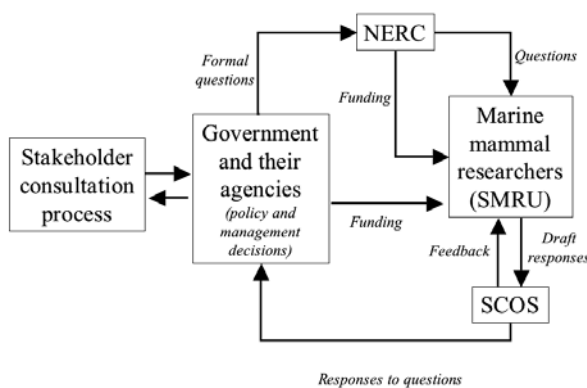 NERC
Formal
questions
Questions
Funding
Stakeholder
consultation
process
Government
and their
agencies
(policy and
management
decisions)
Marine
mammal
researchers
(SMRU)
Funding
Feedback
Draft
responses
SCOS
Responses to questions